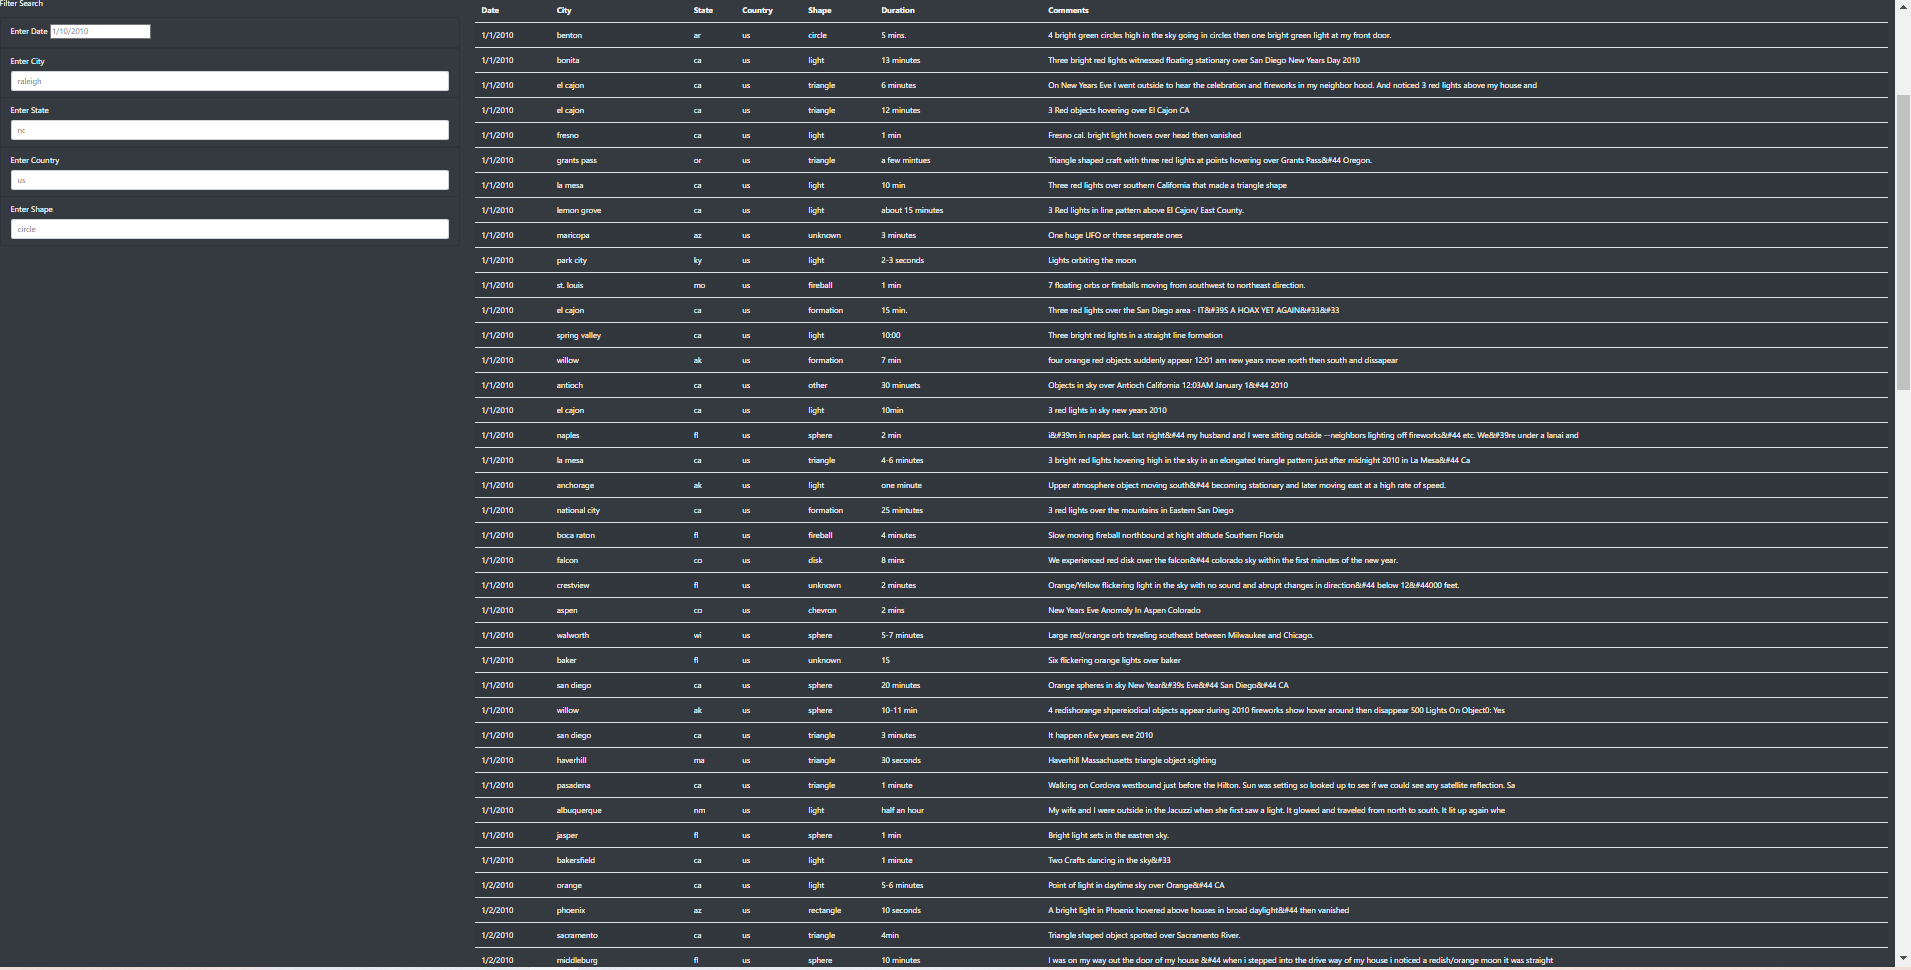 Filter Search
Enter Date 1/10/2010
Enter City
raleigh
Enter State
nc
Enter Country
us
Enter Shape
circle
Date City State Country Shape Duration Comments
1/1/2010 benton ar us circle 5 mins. 4 bright green circles high in the sky going in circles then one bright green light at my front door.
1/1/2010 bonita ca us light 13 minutes Three bright red lights witnessed floating stationary over San Diego New Years Day 2010
1/1/2010 el cajon ca us triangle 6 minutes On New Years Eve I went outside to hear the celebration and fireworks in my neighbor hood. And noticed 3 red lights above my house and
1/1/2010 el cajon ca us triangle 12 minutes 3 Red objects hovering over El Cajon CA
1/1/2010 fresno ca us light 1 min Fresno cal. bright light hovers over head then vanished
1/1/2010 grants pass or us triangle a few mintues Triangle shaped craft with three red lights at points hovering over Grants Pass&#44 Oregon.
1/1/2010 la mesa ca us light 10 min Three red lights over southern California that made a triangle shape
1/1/2010 lemon grove ca us light about 15 minutes 3 Red lights in line pattern above El Cajon/ East County.
1/1/2010 maricopa az us unknown 3 minutes One huge UFO or three seperate ones
1/1/2010 park city ky us light 2-3 seconds Lights orbiting the moon
1/1/2010 st. louis mo us fireball 1 min 7 floating orbs or fireballs moving from southwest to northeast direction.
1/1/2010 el cajon ca us formation 15 min. Three red lights over the San Diego area - IT&#39S A HOAX YET AGAIN&#33&#33
1/1/2010 spring valley ca us light 10:00 Three bright red lights in a straight line formation
1/1/2010 willow ak us formation 7 min four orange red objects suddenly appear 12:01 am new years move north then south and dissapear
1/1/2010 antioch ca us other 30 minuets Objects in sky over Antioch California 12:03AM January 1&#44 2010
1/1/2010 el cajon ca us light 10min 3 red lights in sky new years 2010
1/1/2010 naples fl us sphere 2 min i&#39m in naples park. last night&#44 my husband and I were sitting outside --neighbors lighting off fireworks&#44 etc. We&#39re under a lanai and
1/1/2010 la mesa ca us triangle 4-6 minutes 3 bright red lights hovering high in the sky in an elongated triangle pattern just after midnight 2010 in La Mesa&#44 Ca
1/1/2010 anchorage ak us light one minute Upper atmosphere object moving south&#44 becoming stationary and later moving east at a high rate of speed.
1/1/2010 national city ca us formation 25 mintutes 3 red lights over the mountains in Eastern San Diego
1/1/2010 boca raton fl us fireball 4 minutes Slow moving fireball northbound at hight altitude Southern Florida
1/1/2010 falcon co us disk 8 mins We experienced red disk over the falcon&#44 colorado sky within the first minutes of the new year.
1/1/2010 crestview fl us unknown 2 minutes Orange/Yellow flickering light in the sky with no sound and abrupt changes in direction&#44 below 12&#44000 feet.
1/1/2010 aspen co us chevron 2 mins New Years Eve Anomoly In Aspen Colorado
1/1/2010 walworth wi us sphere 5-7 minutes Large red/orange orb traveling southeast between Milwaukee and Chicago.
1/1/2010 baker fl us unknown 15 Six flickering orange lights over baker
1/1/2010 san diego ca us sphere 20 minutes Orange spheres in sky New Year&#39s Eve&#44 San Diego&#44 CA
1/1/2010 willow ak us sphere 10-11 min 4 redishorange shpereiodical objects appear during 2010 fireworks show hover around then disappear 500 Lights On Object0: Yes
1/1/2010 san diego ca us triangle 3 minutes It happen nEw years eve 2010
1/1/2010 haverhill ma us triangle 30 seconds Haverhill Massachusetts triangle object sighting
1/1/2010 pasadena ca us triangle 1 minute Walking on Cordova westbound just before the Hilton. Sun was setting so looked up to see if we could see any satellite reflection. Sa
1/1/2010 albuquerque nm us light half an hour My wife and I were outside in the Jacuzzi when she first saw a light. It glowed and traveled from north to south. It lit up again whe
1/1/2010 jasper fl us sphere 1 min Bright light sets in the eastren sky.
1/1/2010 bakersfield ca us light 1 minute Two Crafts dancing in the sky&#33
1/2/2010 orange ca us light 5-6 minutes Point of light in daytime sky over Orange&#44 CA
1/2/2010 phoenix az us rectangle 10 seconds A bright light in Phoenix hovered above houses in broad daylight&#44 then vanished
1/2/2010 sacramento ca us triangle 4min Triangle shaped object spotted over Sacramento River.
1/2/2010 middleburg fl us sphere 10 minutes I was on my way out the door of my house &#44 when i stepped into the drive way of my house i noticed a redish/orange moon it was straight